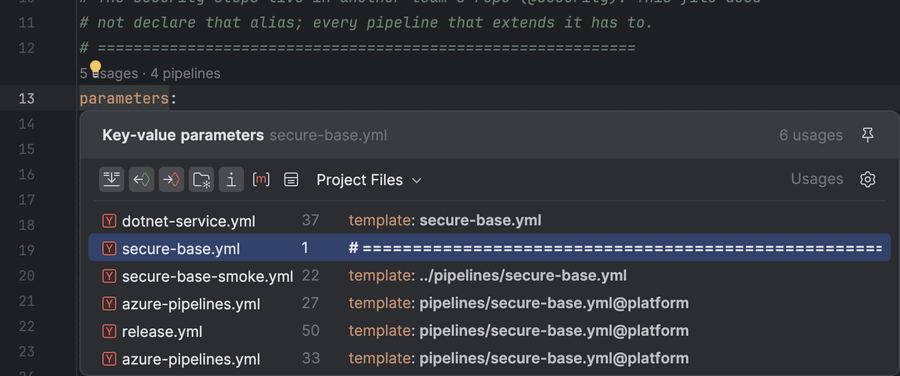 11 # not declare that alias; every pipeline that extends it has to.
12 # ==========================================================
5 usages · 4 pipelines
13 parameters:
14
Key-value parameters secure-base.yml 6 usages
15
16
Project Files Usages
17
dotnet-service.yml 37 template: secure-base.yml
18
secure-base.yml 1 # ====================================================
19
secure-base-smoke.yml 22 template: ../pipelines/secure-base.yml
20
azure-pipelines.yml 27 template: pipelines/secure-base.yml@platform
21
release.yml 50 template: pipelines/secure-base.yml@platform
22
azure-pipelines.yml 33 template: pipelines/secure-base.yml@platform
23